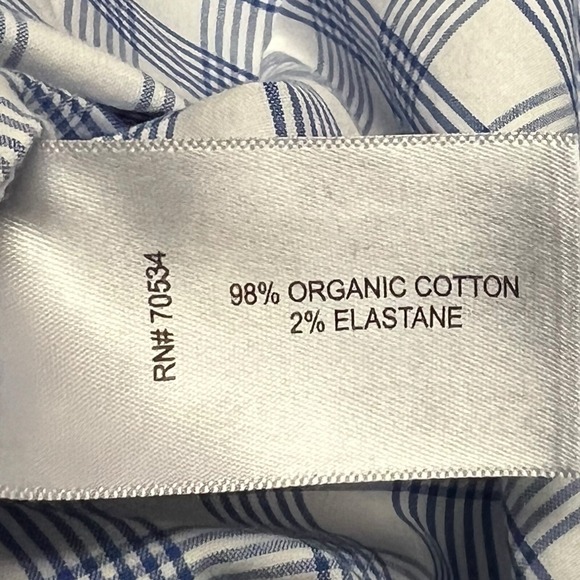 RN# 70534
98% ORGANIC COTTON
2% ELASTANE